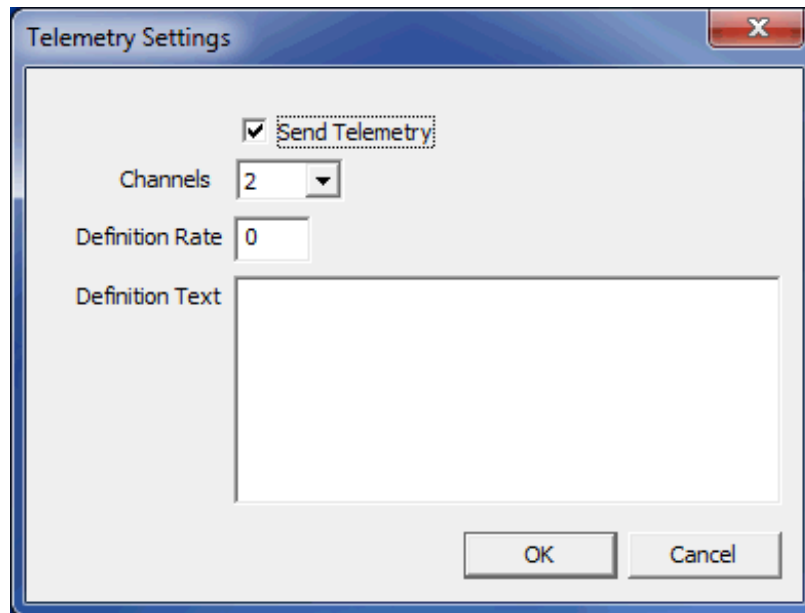 Telemetry Settings
Send Telemetry
Channels 2
Definition Rate 0
Definition Text
OK Cancel